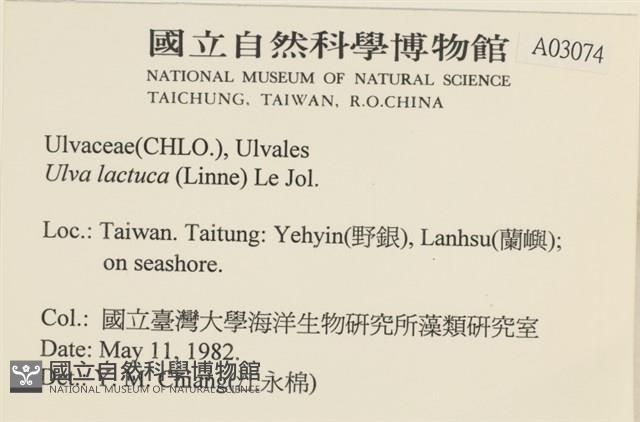 國立自然科學博物館
A03074
NATIONAL MUSEUM OF NATURAL SCIENCE
TAICHUNG, TAIWAN, R.O.CHINA
Ulvaceae(CHLO.), Ulvales
Ulva lactuca (Linne) Le Jol.
Loc.: Taiwan. Taitung: Yehyin(野銀), Lanhsu(蘭嶼);
on seashore.
Col.: 國立臺灣大學海洋生物研究所藻類研究室
Date: May 11, 1982.
國立自然科學博物館
Det.: Y. M. Chiang(江永棉)
NATIONAL MUSEUM OF NATURAL SCIENCE